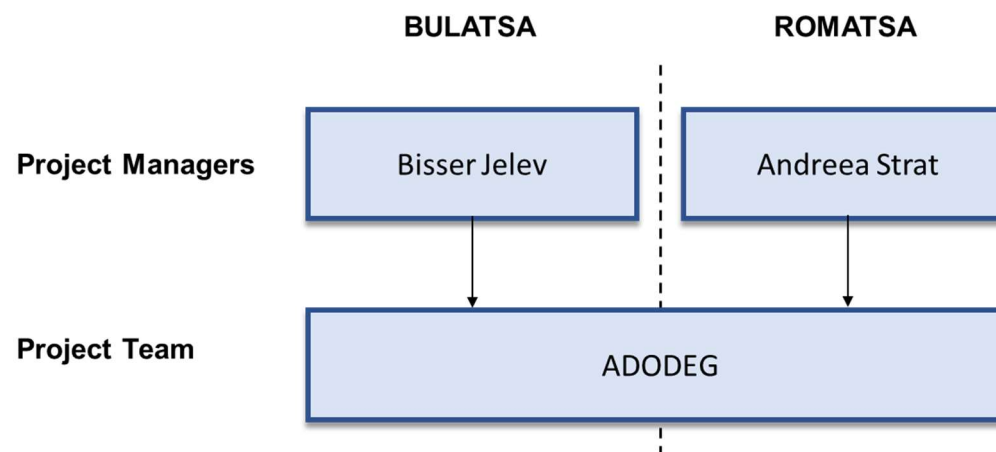 BULATSA
ROMATSA
Project Managers
Bisser Jelev
Andreea Strat
Project Team
ADODEG